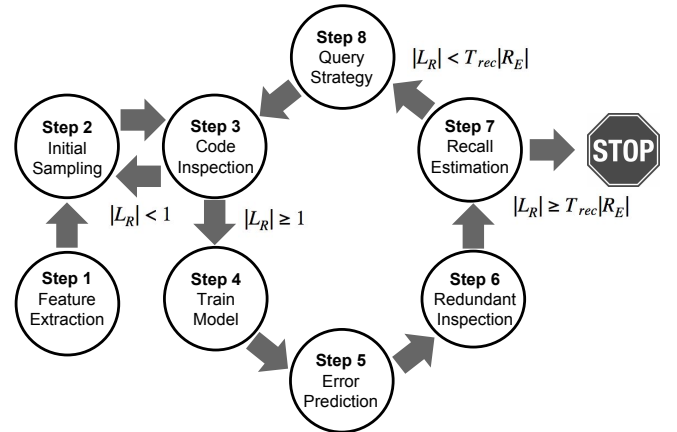 Step 8
Query
Strategy
|L_R| < T_rec|R_E|
Step 2
Initial
Sampling
Step 3
Code
Inspection
Step 7
Recall
Estimation
STOP
|L_R| < 1
|L_R| ≥ 1
|L_R| ≥ T_rec|R_E|
Step 1
Feature
Extraction
Step 4
Train
Model
Step 6
Redundant
Inspection
Step 5
Error
Prediction